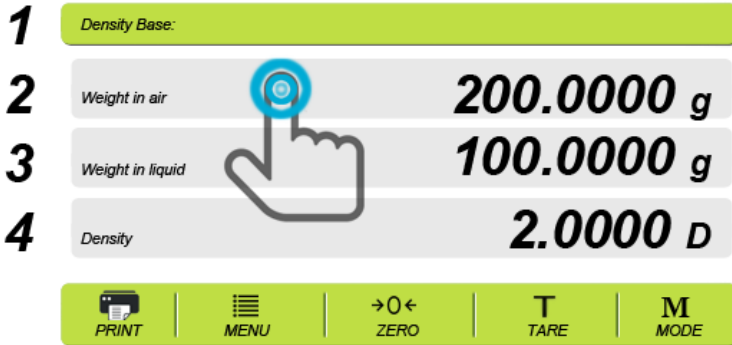 1 Density Base:
2 Weight in air 200.0000 g
3 Weight in liquid 100.0000 g
4 Density 2.0000 D
PRINT MENU →0← ZERO T TARE M MODE